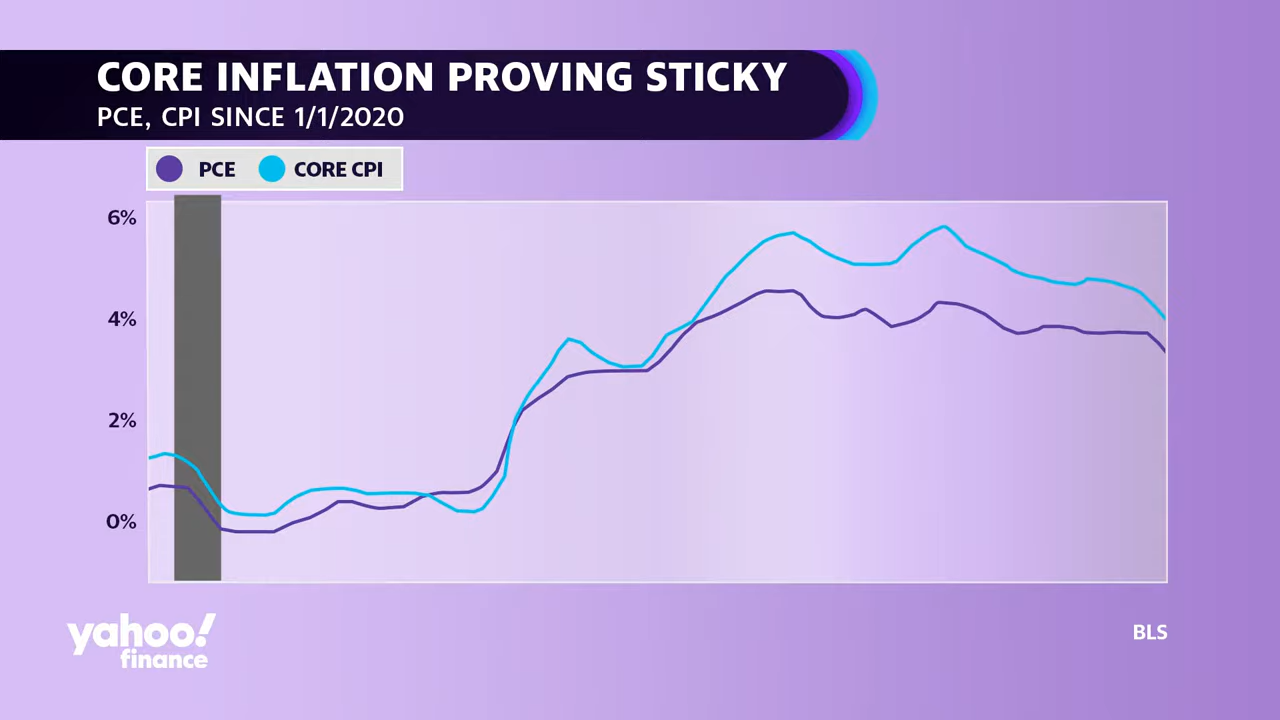 CORE INFLATION PROVING STICKY
PCE, CPI SINCE 1/1/2020
PCE CORE CPI
6%
4%
2%
0%
yahoo!
finance
BLS